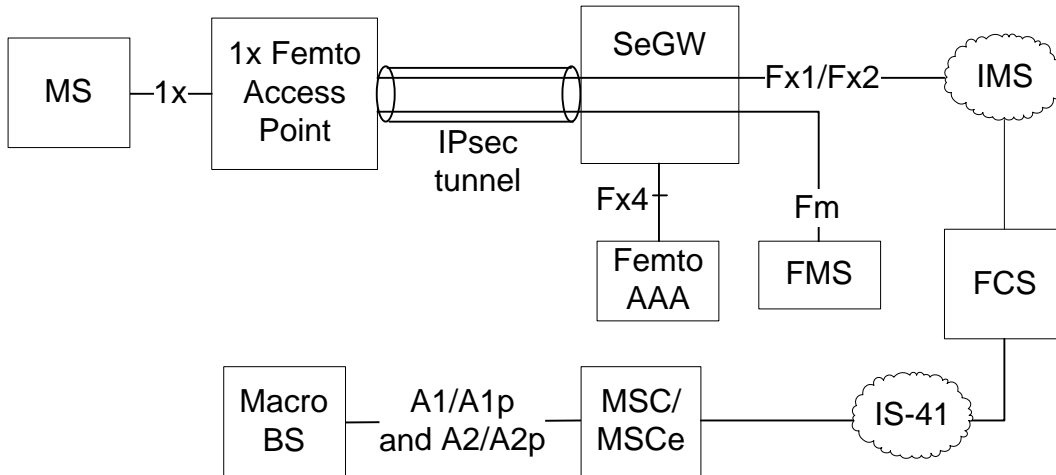 MS
1x
1x Femto
Access
Point
IPsec
tunnel
SeGW
Fx1/Fx2
IMS
Fx4
Fm
Femto
AAA
FMS
FCS
Macro
BS
A1/A1p
and A2/A2p
MSC/
MSCe
IS-41